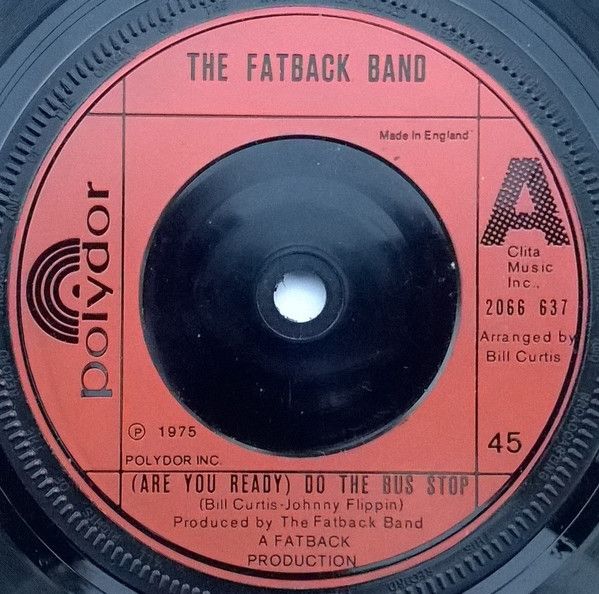 THE FATBACK BAND
Made In England
A
polydor
Clita
Music
Inc.,
2066 637
Arranged by
Bill Curtis
℗ 1975
45
POLYDOR INC.
(ARE YOU READY) DO THE BUS STOP
(Bill Curtis-Johnny Flippin)
Produced by The Fatback Band
A FATBACK
PRODUCTION